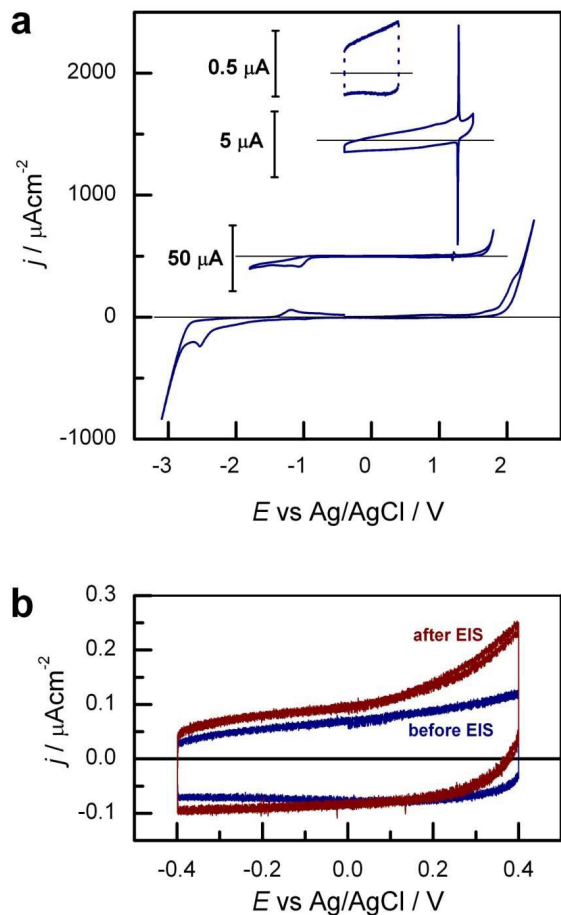 a
2000
1000
0
-1000
j / μAcm-2
0.5 μA
5 μA
50 μA
-3 -2 -1 0 1 2
E vs Ag/AgCl / V
b
0.3
0.2
0.1
0.0
-0.1
j / μAcm-2
after EIS
before EIS
-0.4 -0.2 0.0 0.2 0.4
E vs Ag/AgCl / V